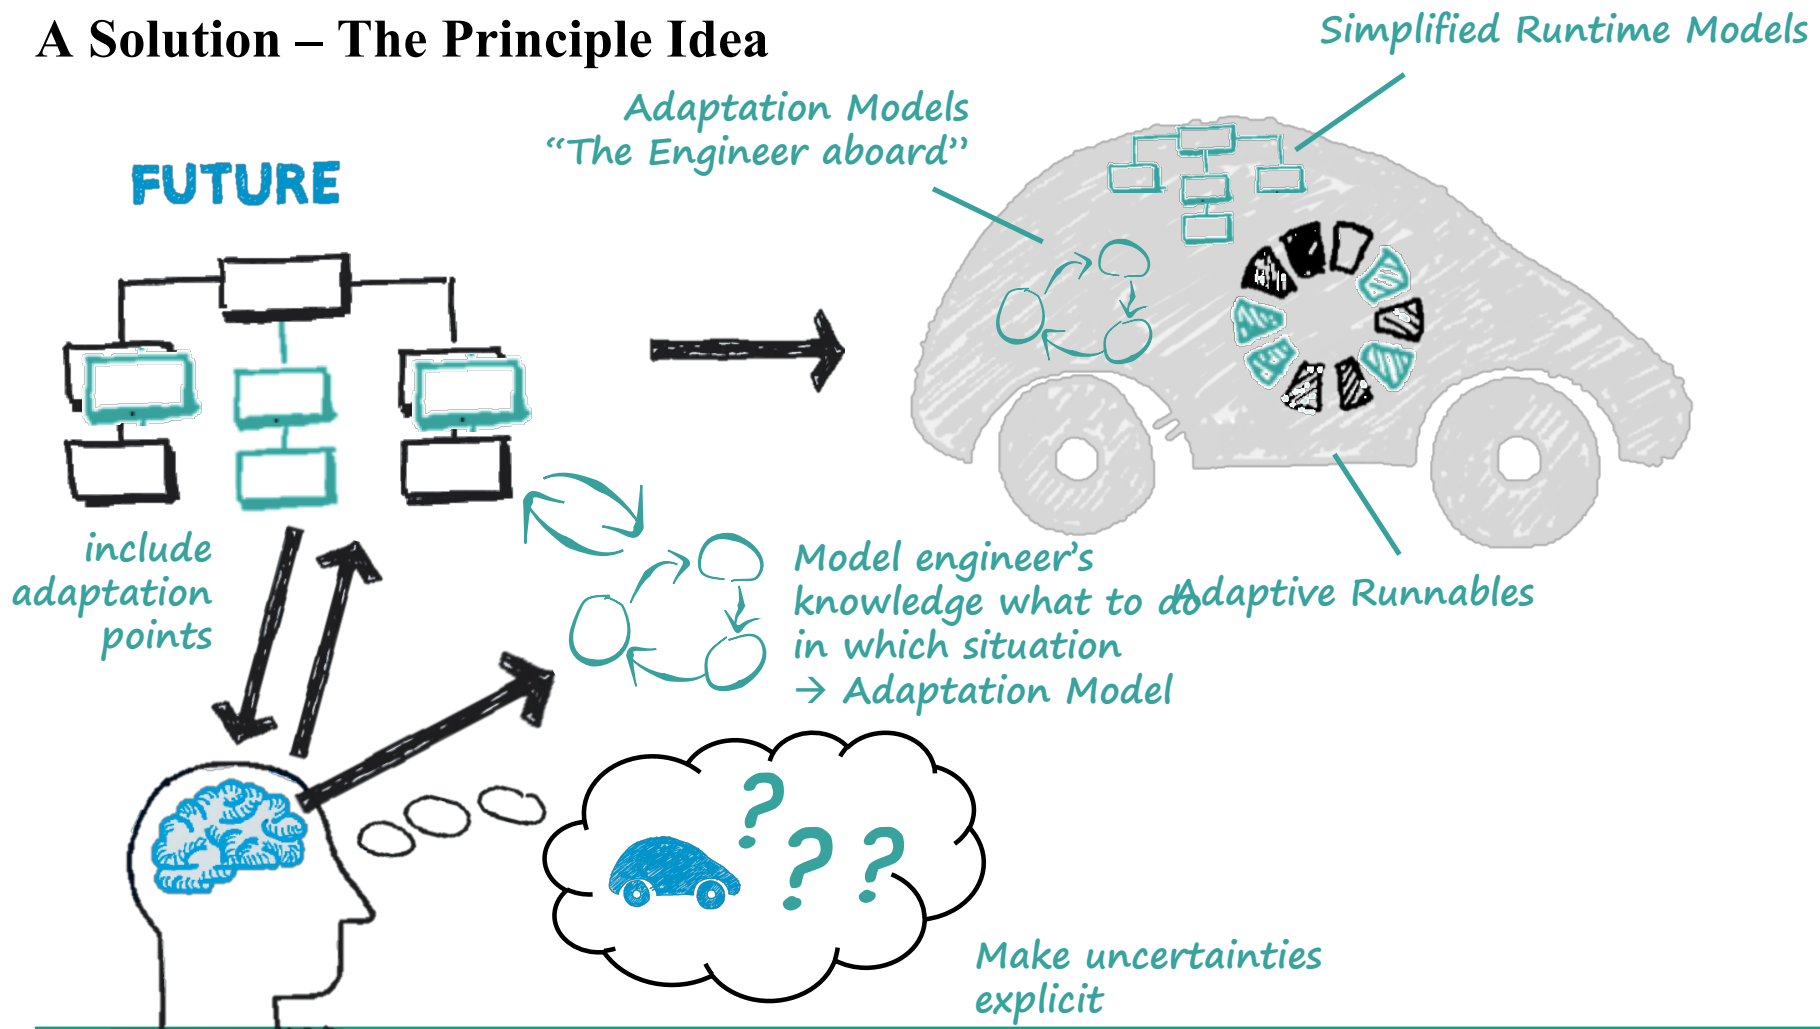 A Solution – The Principle Idea
Simplified Runtime Models
Adaptation Models
“The Engineer aboard”
FUTURE
include
adaptation
points
Model engineer’s
knowledge what to do
in which situation
→ Adaptation Model
Adaptive Runnables
? ? ?
Make uncertainties
explicit